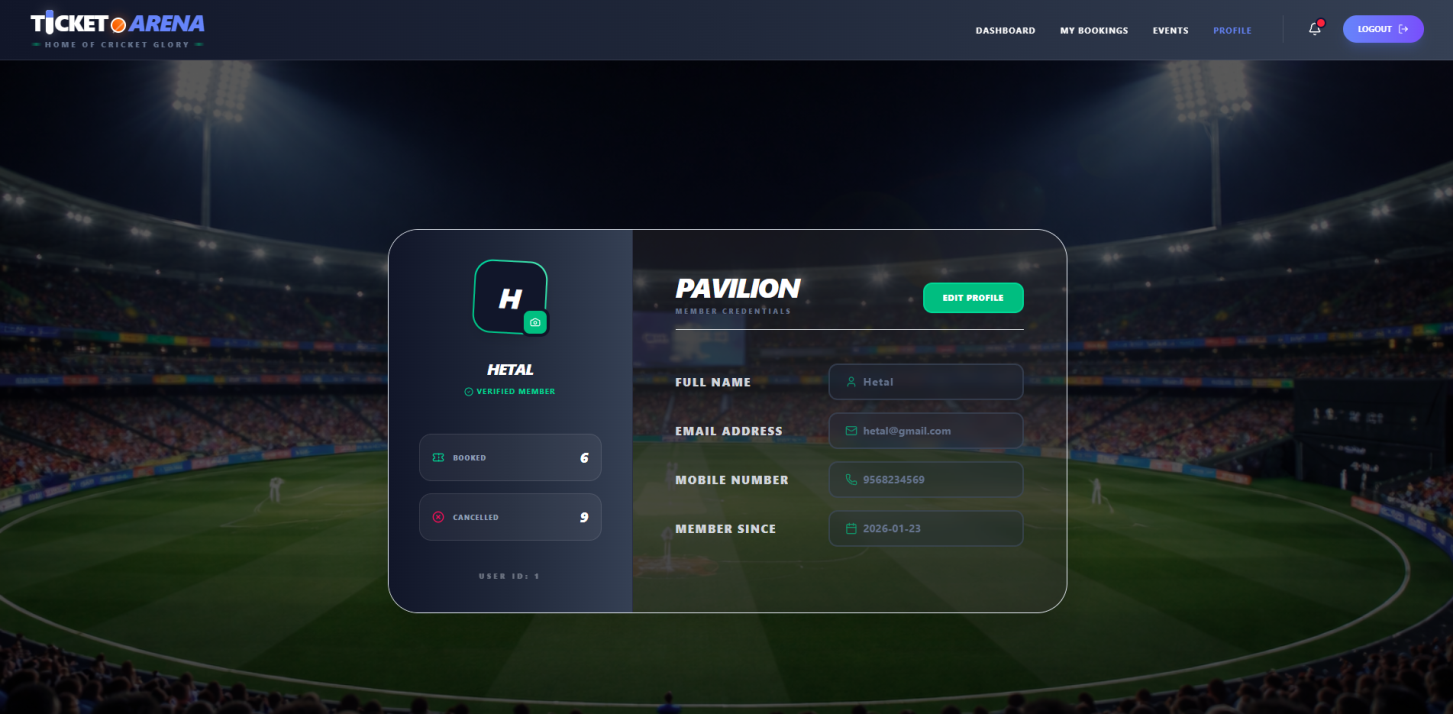 TICKET ARENA
HOME OF CRICKET GLORY
DASHBOARD
MY BOOKINGS
EVENTS
PROFILE
LOGOUT
H
HETAL
VERIFIED MEMBER
BOOKED
6
CANCELLED
9
USER ID: 1
PAVILION
MEMBER CREDENTIALS
EDIT PROFILE
FULL NAME
Hetal
EMAIL ADDRESS
hetal@gmail.com
MOBILE NUMBER
9568234569
MEMBER SINCE
2026-01-23